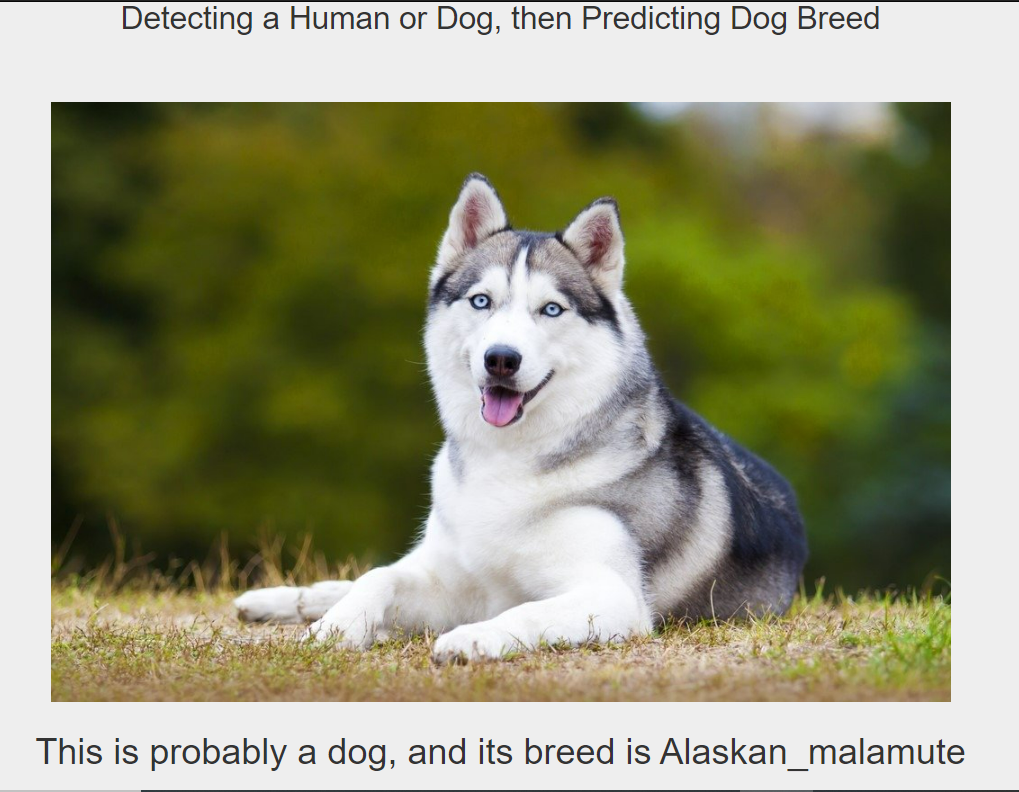 Detecting a Human or Dog, then Predicting Dog Breed
This is probably a dog, and its breed is Alaskan_malamute